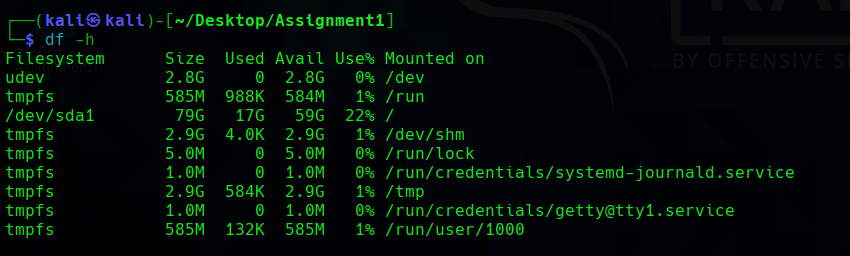 ┌──(kali㉿kali)-[~/Desktop/Assignment1]
└─$ df -h
Filesystem      Size  Used Avail Use% Mounted on
udev            2.8G     0  2.8G   0% /dev
tmpfs           585M  988K  584M   1% /run
/dev/sda1        79G   17G   59G  22% /
tmpfs           2.9G  4.0K  2.9G   1% /dev/shm
tmpfs           5.0M     0  5.0M   0% /run/lock
tmpfs           1.0M     0  1.0M   0% /run/credentials/systemd-journald.service
tmpfs           2.9G  584K  2.9G   1% /tmp
tmpfs           1.0M     0  1.0M   0% /run/credentials/getty@tty1.service
tmpfs           585M  132K  585M   1% /run/user/1000
BY OFFENSIVE